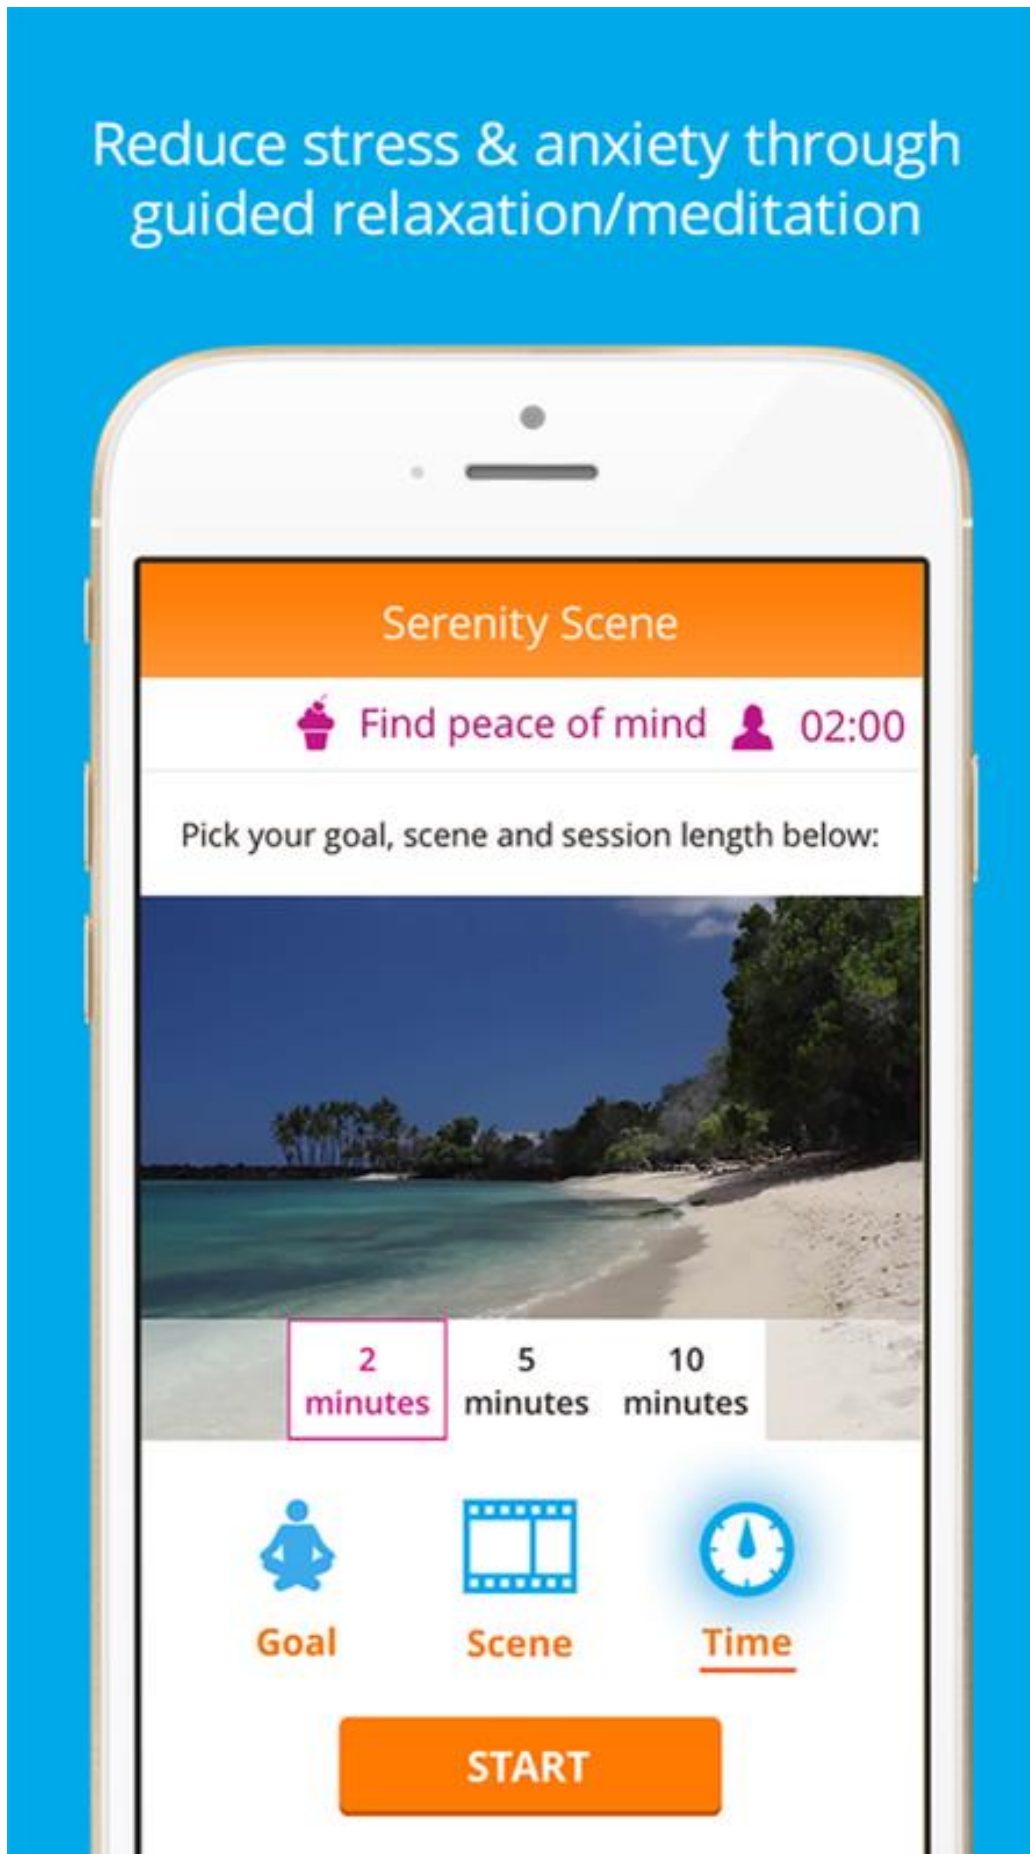 Reduce stress & anxiety through
guided relaxation/meditation
Serenity Scene
Find peace of mind 02:00
Pick your goal, scene and session length below:
2 5 10
minutes minutes minutes
Goal Scene Time
START